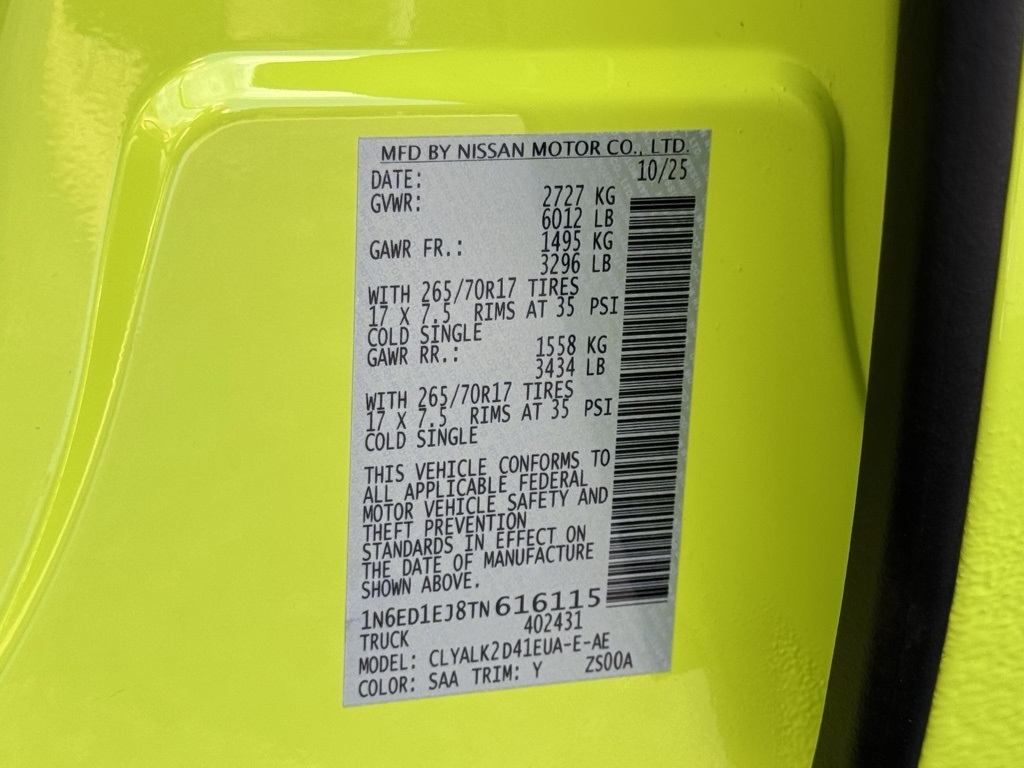 MFD BY NISSAN MOTOR CO., LTD.
DATE: 10/25
GVWR: 2727 KG
6012 LB
GAWR FR.: 1495 KG
3296 LB
WITH 265/70R17 TIRES
17 X 7.5 RIMS AT 35 PSI
COLD SINGLE
GAWR RR.: 1558 KG
3434 LB
WITH 265/70R17 TIRES
17 X 7.5 RIMS AT 35 PSI
COLD SINGLE
THIS VEHICLE CONFORMS TO
ALL APPLICABLE FEDERAL
MOTOR VEHICLE SAFETY AND
THEFT PREVENTION
STANDARDS IN EFFECT ON
THE DATE OF MANUFACTURE
SHOWN ABOVE.
1N6ED1EJ8TN616115
TRUCK 402431
MODEL: CLYALK2D41EUA-E-AE
COLOR: SAA TRIM: Y ZS00A